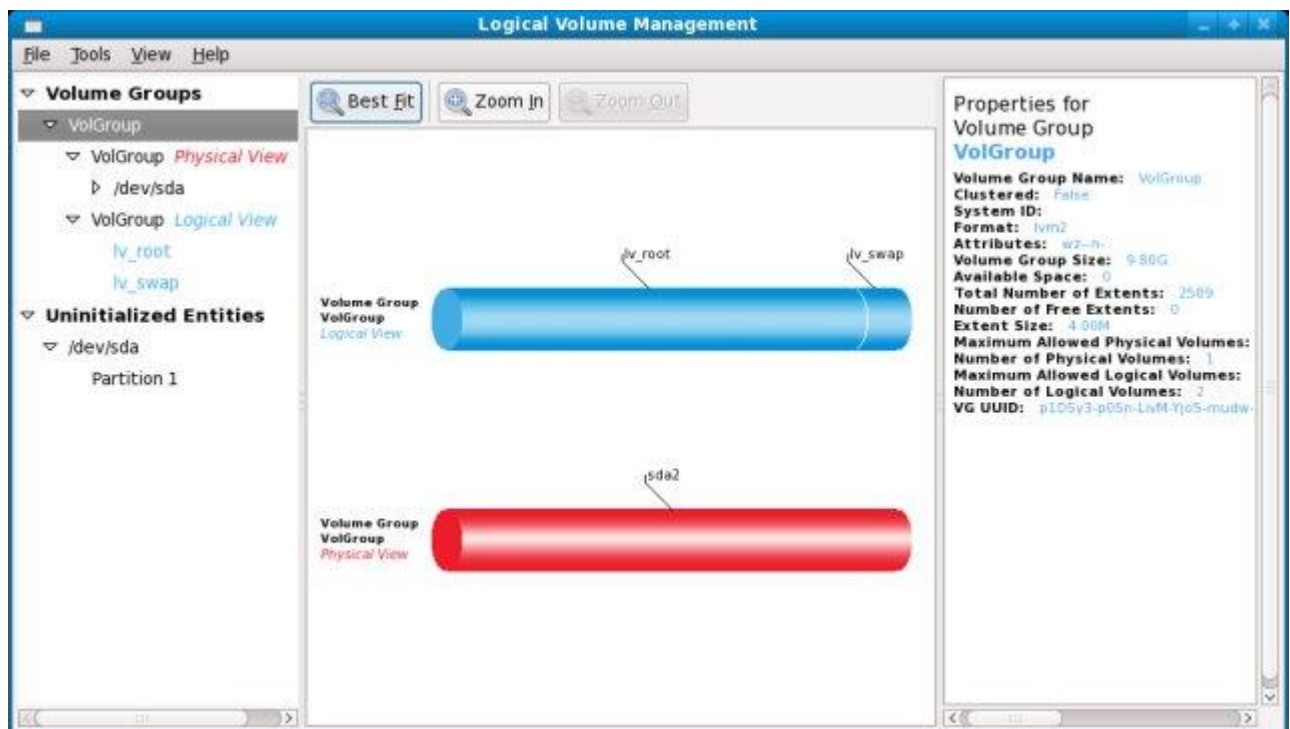 Logical Volume Management
File Tools View Help
Volume Groups
VolGroup
VolGroup Physical View
/dev/sda
VolGroup Logical View
lv_root
lv_swap
Uninitialized Entities
/dev/sda
Partition 1
Best Fit Zoom In Zoom Out
lv_root lv_swap
Volume Group
VolGroup
Logical View
sda2
Volume Group
VolGroup
Physical View
Properties for
Volume Group
VolGroup
Volume Group Name: VolGroup
Clustered: False
System ID:
Format: lvm2
Attributes: wz--n-
Volume Group Size: 9.80G
Available Space: 0
Total Number of Extents: 2509
Number of Free Extents: 0
Extent Size: 4.00M
Maximum Allowed Physical Volumes:
Number of Physical Volumes: 1
Maximum Allowed Logical Volumes:
Number of Logical Volumes: 2
VG UUID: